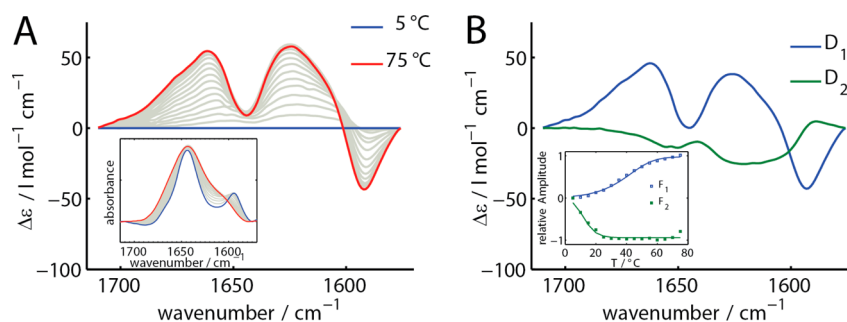 A
5 °C
75 °C
Δε / l mol⁻¹ cm⁻¹
50
0
−50
−100
1700
1650
1600
wavenumber / cm⁻¹
absorbance
1700
1650
1600
wavenumber / cm⁻¹
B
D₁
D₂
Δε / l mol⁻¹ cm⁻¹
50
0
−50
−100
1700
1650
1600
wavenumber / cm⁻¹
relative Amplitude
1
0
−1
F₁
F₂
0
20
40
60
80
T / °C